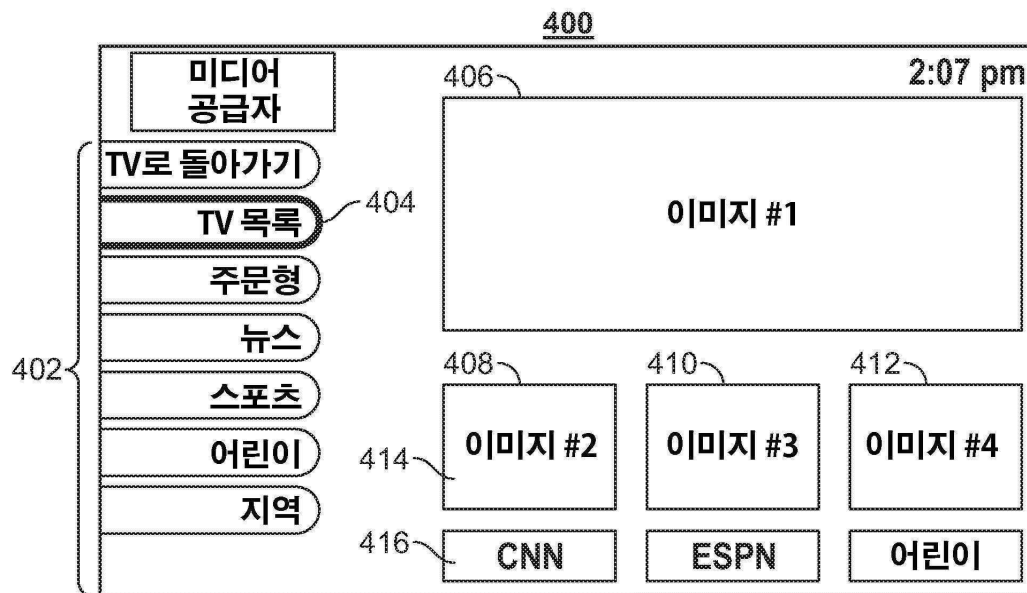 400
미디어
공급자
2:07 pm
406
TV로 돌아가기
TV 목록
404
주문형
뉴스
402
스포츠
어린이
지역
이미지 #1
408
410
412
이미지 #2
이미지 #3
이미지 #4
414
416
CNN
ESPN
어린이